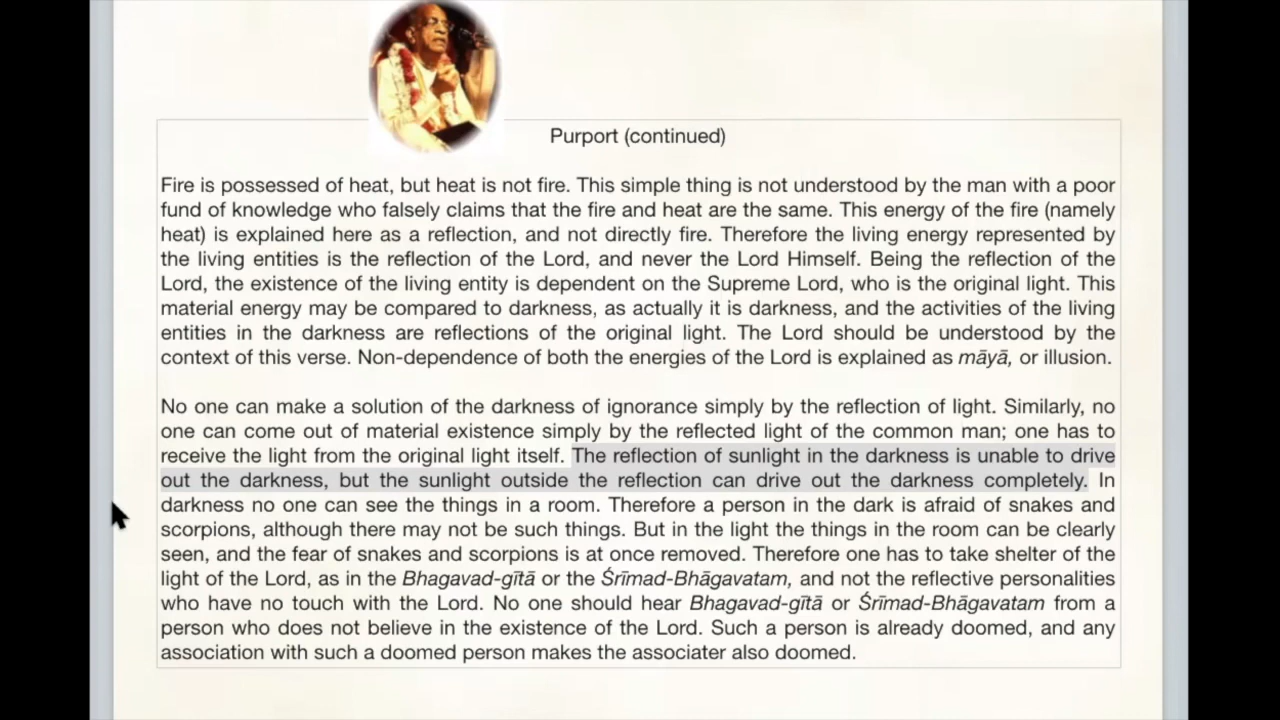 Purport (continued)
Fire is possessed of heat, but heat is not fire. This simple thing is not understood by the man with a poor
fund of knowledge who falsely claims that the fire and heat are the same. This energy of the fire (namely
heat) is explained here as a reflection, and not directly fire. Therefore the living energy represented by
the living entities is the reflection of the Lord, and never the Lord Himself. Being the reflection of the
Lord, the existence of the living entity is dependent on the Supreme Lord, who is the original light. This
material energy may be compared to darkness, as actually it is darkness, and the activities of the living
entities in the darkness are reflections of the original light. The Lord should be understood by the
context of this verse. Non-dependence of both the energies of the Lord is explained as māyā, or illusion.
No one can make a solution of the darkness of ignorance simply by the reflection of light. Similarly, no
one can come out of material existence simply by the reflected light of the common man; one has to
receive the light from the original light itself. The reflection of sunlight in the darkness is unable to drive
out the darkness, but the sunlight outside the reflection can drive out the darkness completely. In
darkness no one can see the things in a room. Therefore a person in the dark is afraid of snakes and
scorpions, although there may not be such things. But in the light the things in the room can be clearly
seen, and the fear of snakes and scorpions is at once removed. Therefore one has to take shelter of the
light of the Lord, as in the Bhagavad-gītā or the Śrīmad-Bhāgavatam, and not the reflective personalities
who have no touch with the Lord. No one should hear Bhagavad-gītā or Śrīmad-Bhāgavatam from a
person who does not believe in the existence of the Lord. Such a person is already doomed, and any
association with such a doomed person makes the associater also doomed.